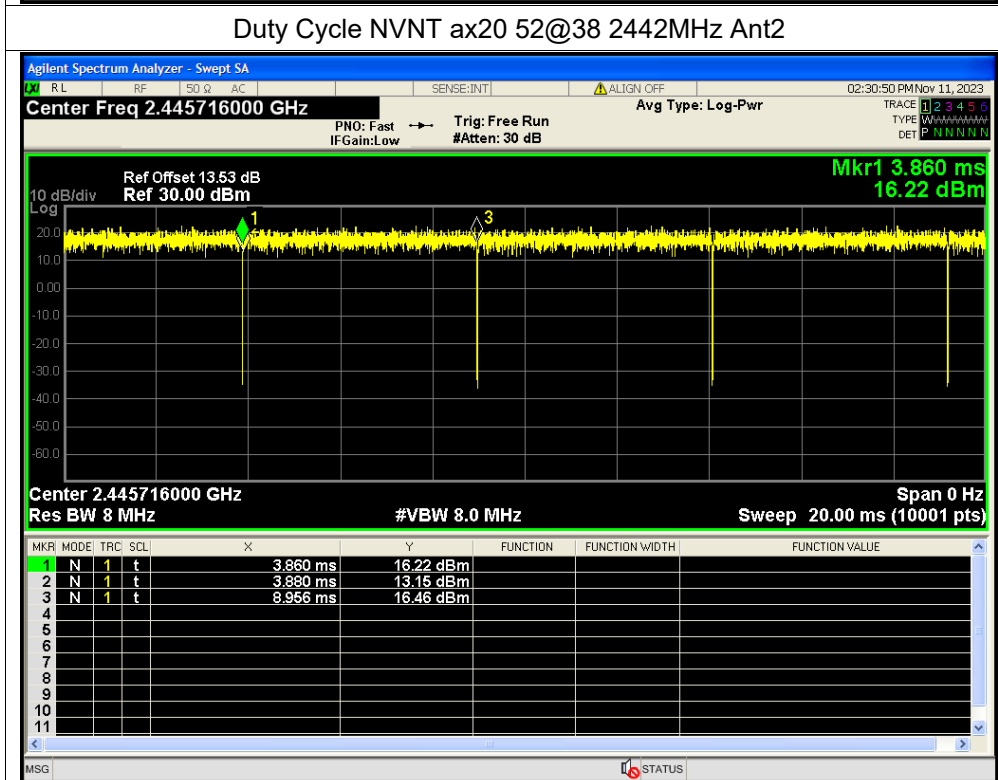 Duty Cycle NVNT ax20 52@38 2442MHz Ant2
Agilent Spectrum Analyzer - Swept SA
LXI RL RF 50 Ω AC SENSE:INT ALIGN OFF 02:30:50 PM Nov 11, 2023
Center Freq 2.445716000 GHz Avg Type: Log-Pwr TRACE 1 2 3 4 5 6
PNO: Fast Trig: Free Run TYPE WWWWWW
IFGain:Low #Atten: 30 dB DET P N N N N N
Mkr1 3.860 ms
16.22 dBm
Ref Offset 13.53 dB
10 dB/div Ref 30.00 dBm
Log
1 3
20.0
10.0
0.00
-10.0
-20.0
-30.0
-40.0
-50.0
-60.0
Center 2.445716000 GHz Span 0 Hz
Res BW 8 MHz #VBW 8.0 MHz Sweep 20.00 ms (10001 pts)
MKR MODE TRC SCL X Y FUNCTION FUNCTION WIDTH FUNCTION VALUE
1 N 1 t 3.860 ms 16.22 dBm
2 N 1 t 3.880 ms 13.15 dBm
3 N 1 t 8.956 ms 16.46 dBm
4
5
6
7
8
9
10
11
MSG STATUS